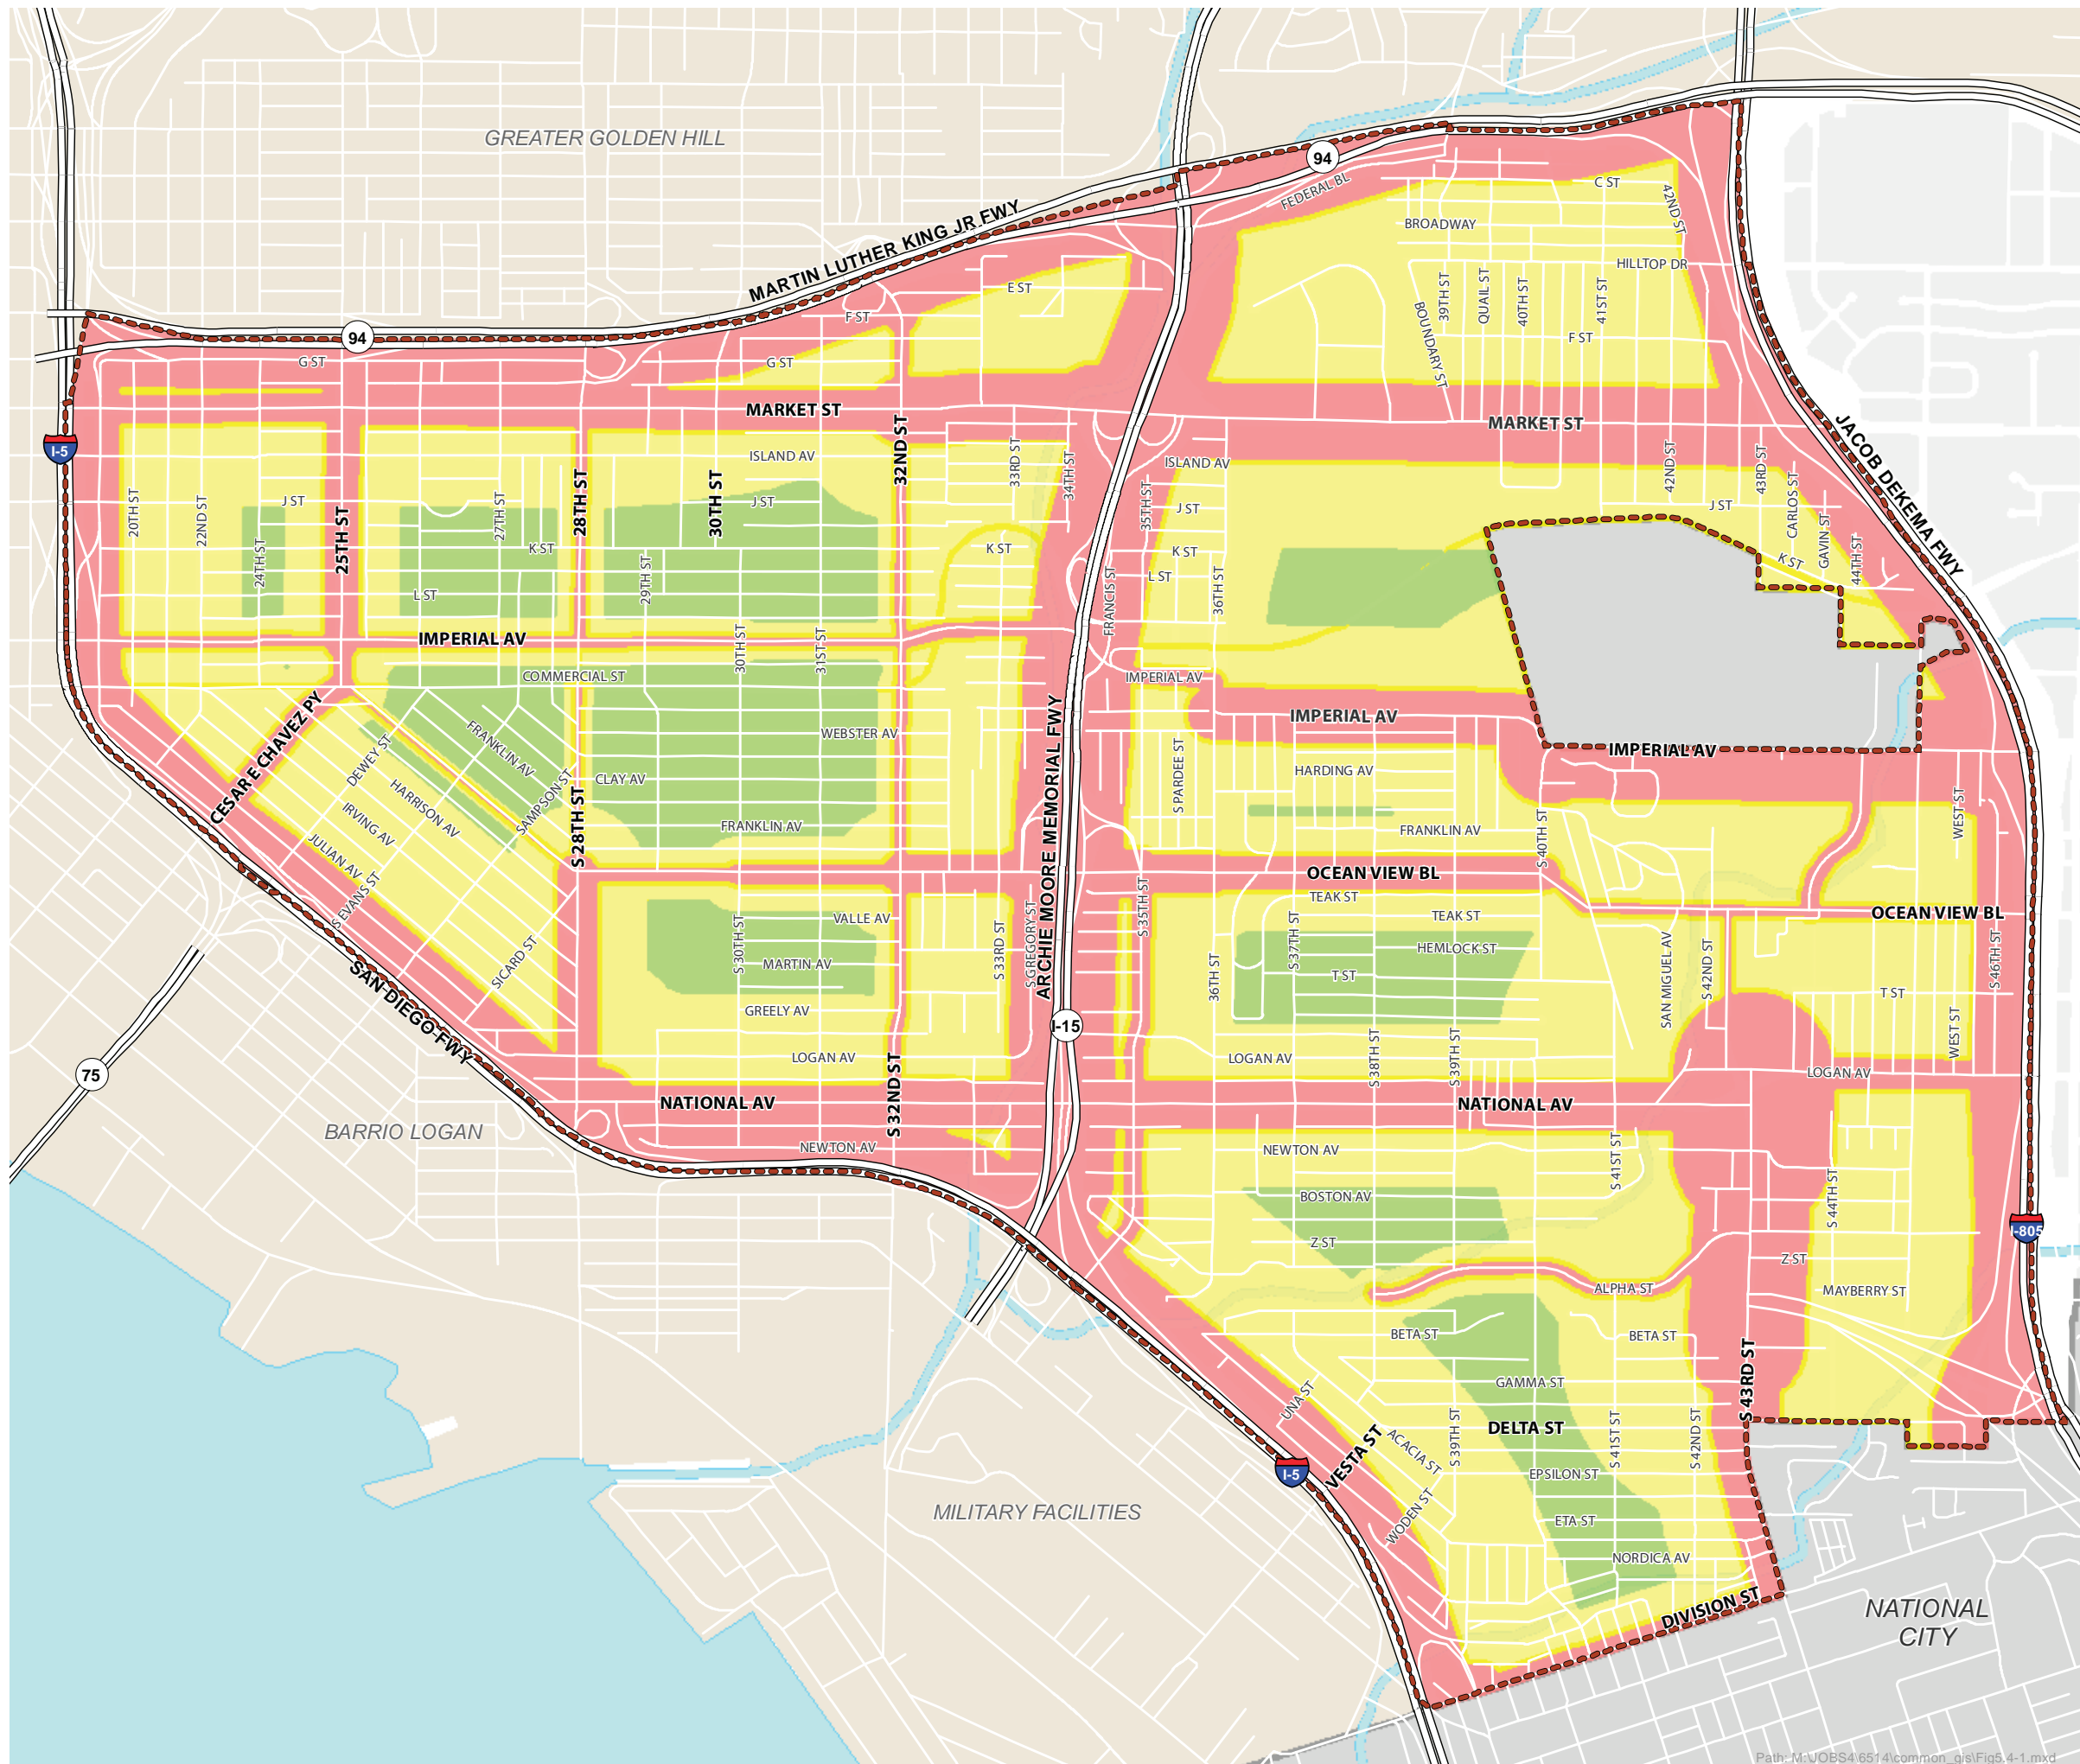 GREATER GOLDEN HILL
94
FEDERAL BL
C ST
42ND ST
BROADWAY
MARTIN LUTHER KING JR FWY
HILLTOP DR
E ST
39TH ST
QUAIL ST
40TH ST
41ST ST
BOUNDARY ST
F ST
F ST
94
G ST
G ST
MARKET ST
MARKET ST
JACOB DEKEMA FWY
I-5
32ND ST
ISLAND AV
33RD ST
34TH ST
ISLAND AV
42ND ST
43RD ST
CARLOS ST
20TH ST
22ND ST
J ST
25TH ST
27TH ST
28TH ST
30TH ST
J ST
35TH ST
J ST
J ST
GAVIN ST
44TH ST
24TH ST
K ST
29TH ST
K ST
K ST
K ST
L ST
L ST
FRANCIS ST
36TH ST
IMPERIAL AV
30TH ST
31ST ST
COMMERCIAL ST
IMPERIAL AV
CESAR E CHAVEZ PY
FRANKLIN AV
WEBSTER AV
ARCHIE MOORE MEMORIAL FWY
IMPERIAL AV
IMPERIAL AV
DEWEY ST
HARRISON AV
SAMPSON ST
CLAY AV
S PARDEE ST
HARDING AV
IRVING AV
S 28TH ST
FRANKLIN AV
FRANKLIN AV
S 40TH ST
WEST ST
JULIAN AV
S EVANS ST
OCEAN VIEW BL
TEAK ST
VALLE AV
S 35TH ST
TEAK ST
OCEAN VIEW BL
SICARD ST
S 30TH ST
MARTIN AV
S 33RD ST
S GREGORY ST
36TH ST
S 37TH ST
HEMLOCK ST
T ST
SAN MIGUEL AV
S 42ND ST
S 46TH ST
T ST
SAN DIEGO FWY
GREELY AV
I-15
WEST ST
LOGAN AV
LOGAN AV
S 38TH ST
S 39TH ST
LOGAN AV
75
S 32ND ST
NATIONAL AV
NATIONAL AV
BARRIO LOGAN
NEWTON AV
NEWTON AV
S 41ST ST
BOSTON AV
S 44TH ST
I-805
Z ST
Z ST
ALPHA ST
MAYBERRY ST
BETA ST
BETA ST
S 43RD ST
UNA ST
GAMMA ST
VESTA ST
ACACIA ST
S 39TH ST
DELTA ST
S 41ST ST
S 42ND ST
I-5
EPSILON ST
MILITARY FACILITIES
WODEN ST
ETA ST
NORDICA AV
DIVISION ST
NATIONAL
CITY
Path: M:\JOBS4\6514\common_gis\Fig5.4-1.mxd